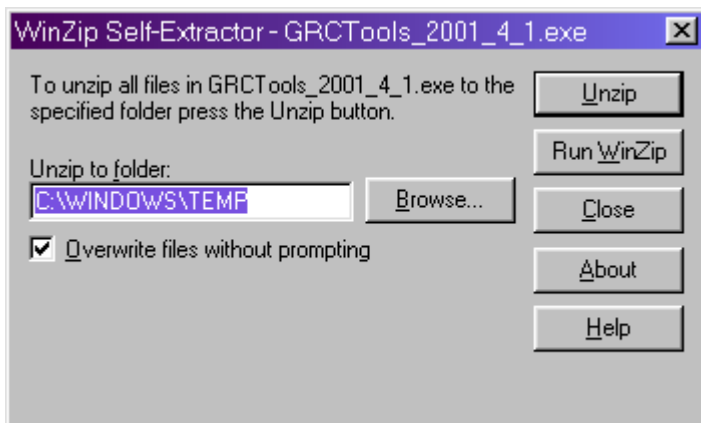 WinZip Self-Extractor - GRCTools_2001_4_1.exe
To unzip all files in GRCTools_2001_4_1.exe to the
specified folder press the Unzip button.
Unzip to folder:
C:\WINDOWS\TEMP
Browse...
Overwrite files without prompting
Unzip
Run WinZip
Close
About
Help